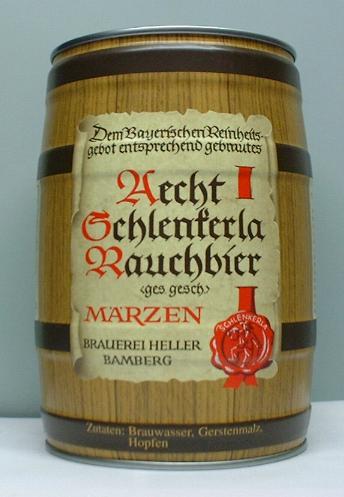 Dem Bayerischen Reinheits-
gebot entsprechend gebrautes
Aecht
Schlenkerla
Rauchbier
‹ges. gesch.›
MÄRZEN
SCHLENKERLA
BRAUEREI HELLER
BAMBERG
Zutaten: Brauwasser, Gerstenmalz,
Hopfen